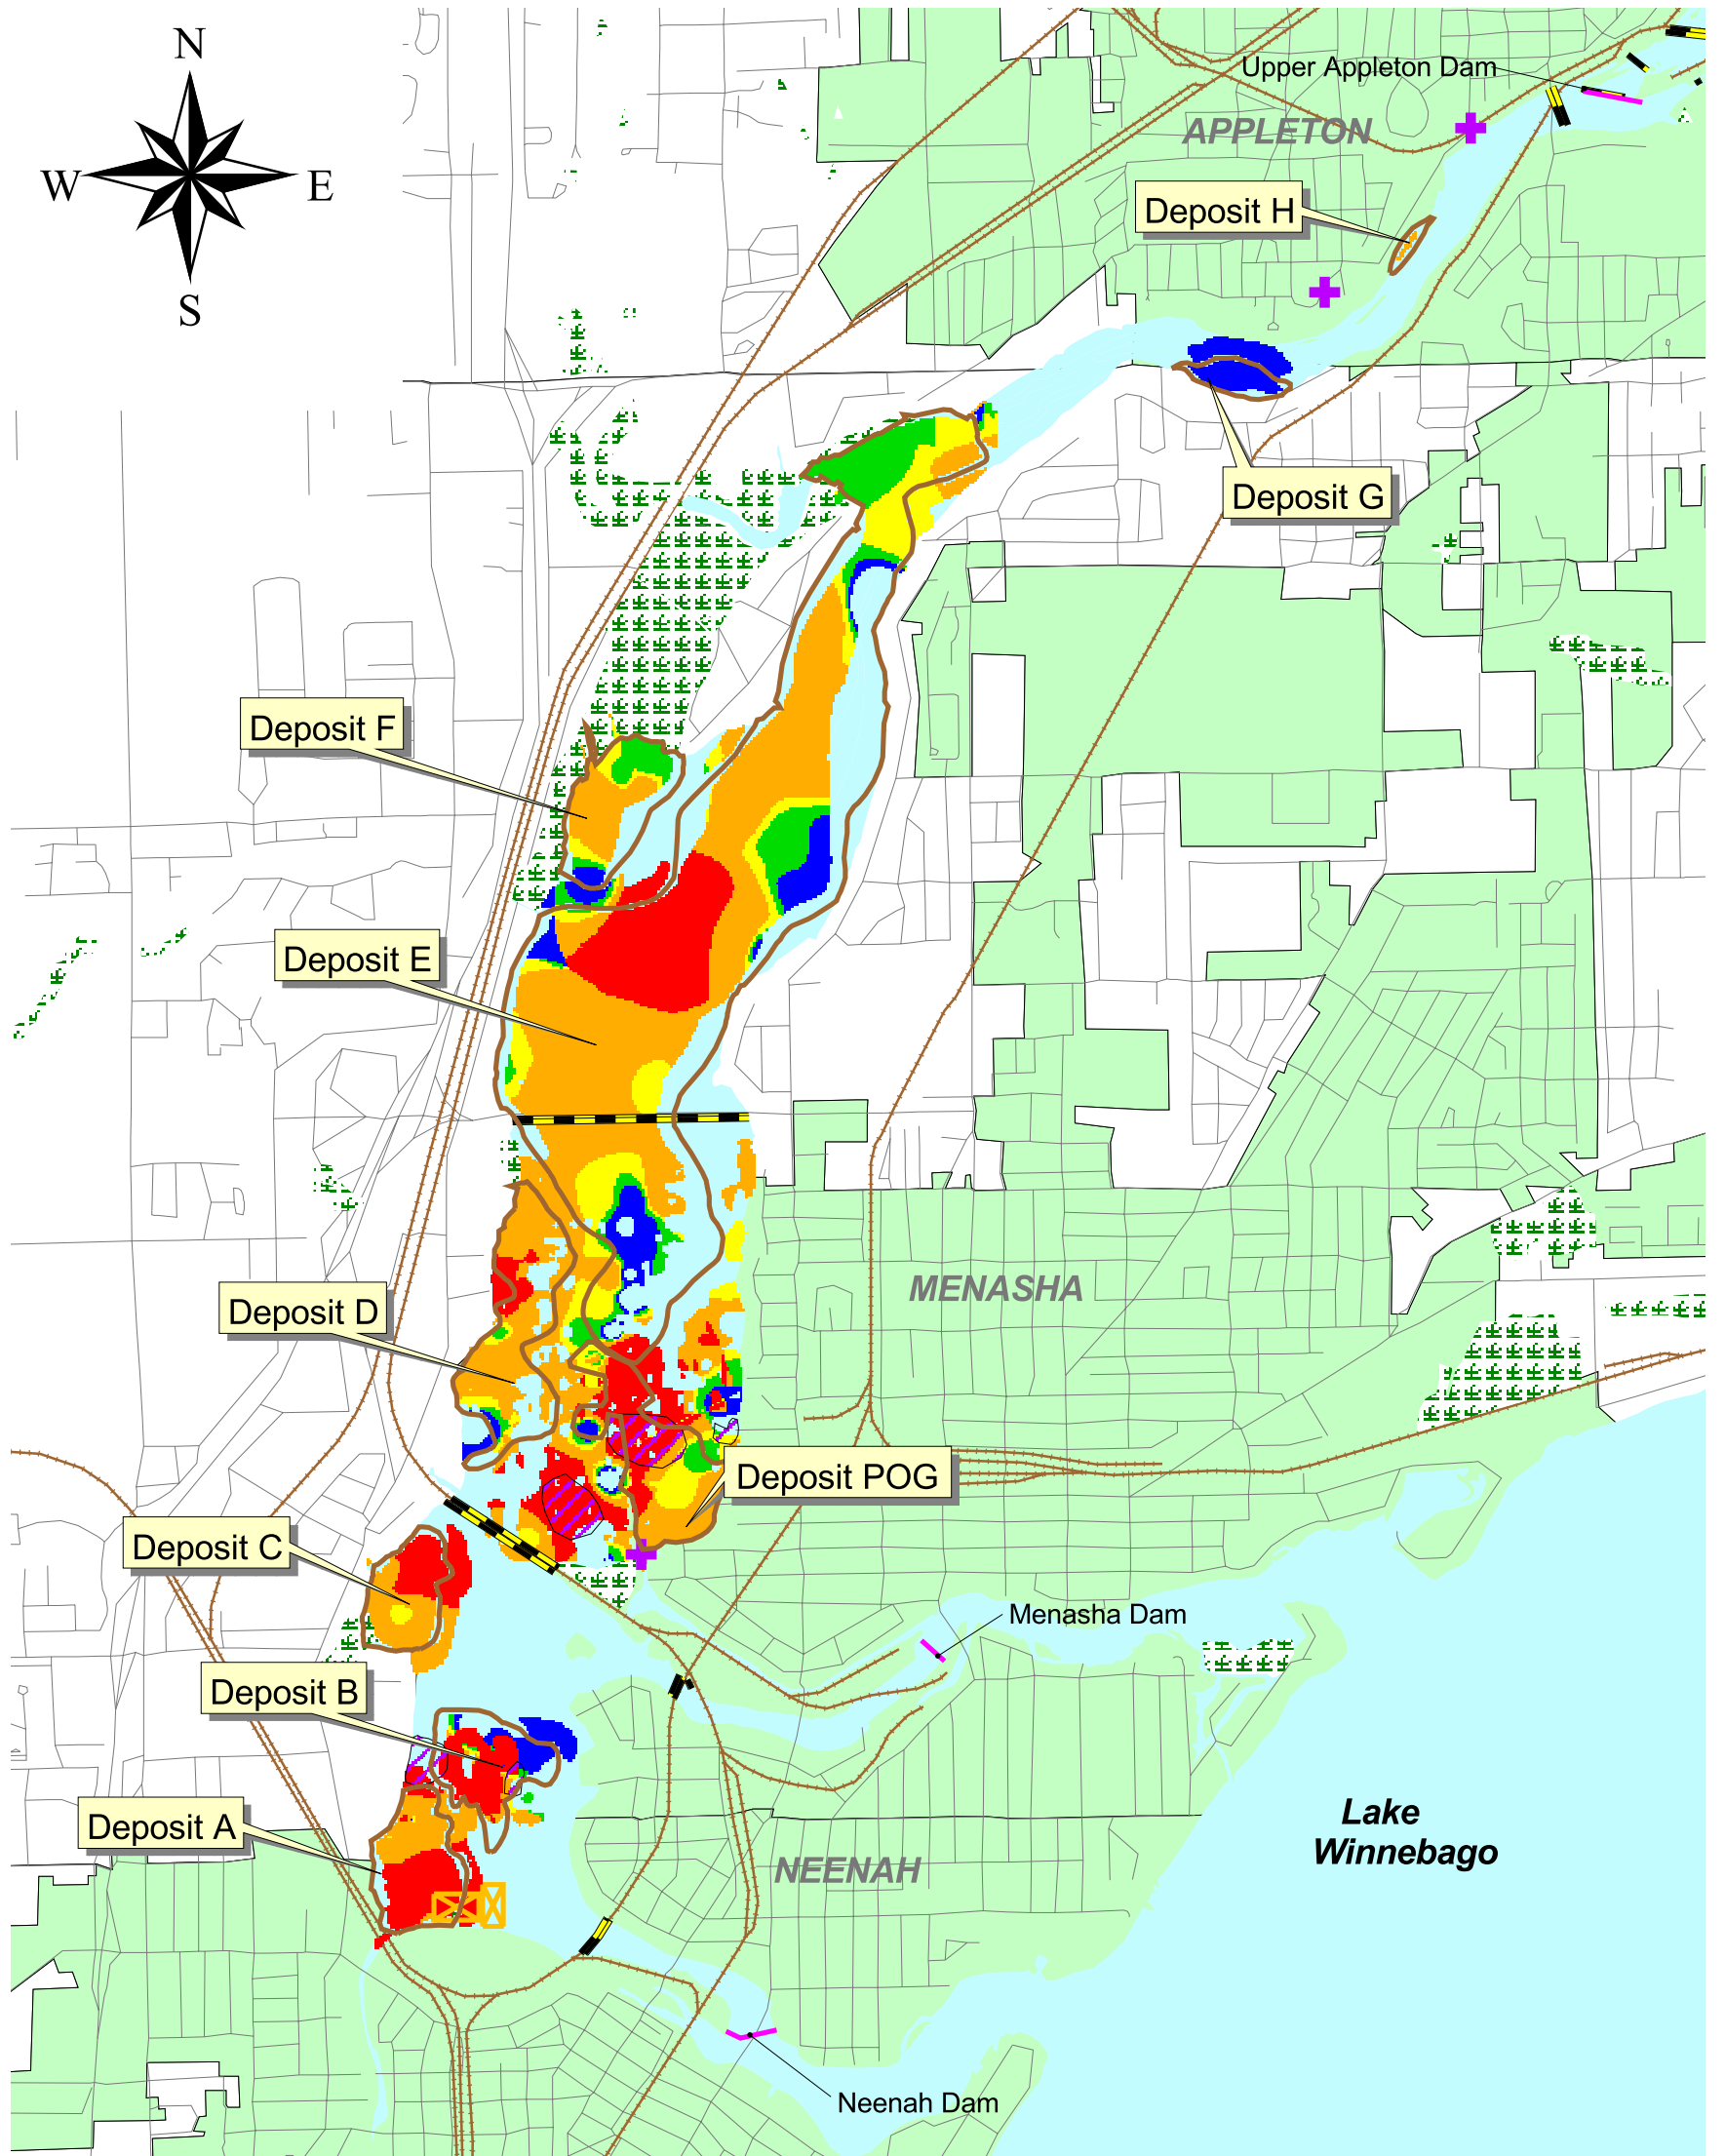 N
Upper Appleton Dam
APPLETON
W
E
Deposit H
S
Deposit G
Deposit F
Deposit E
MENASHA
Deposit D
Deposit POG
Deposit C
Menasha Dam
Deposit B
Lake
Winnebago
Deposit A
NEENAH
Neenah Dam